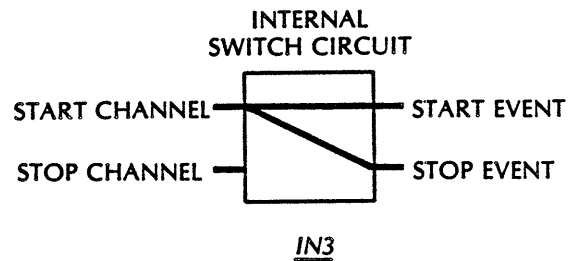 INTERNAL
SWITCH CIRCUIT
START CHANNEL
START EVENT
STOP CHANNEL
STOP EVENT
IN3